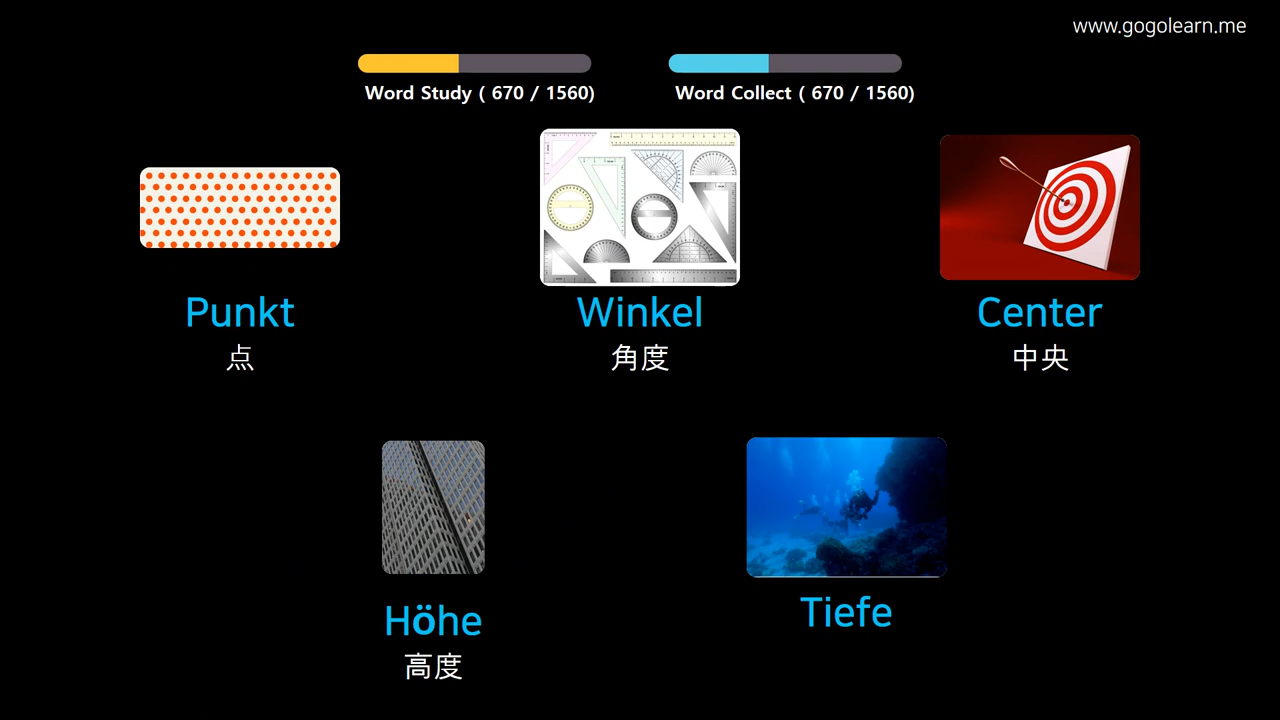 www.gogolearn.me
Word Study ( 670 / 1560)
Word Collect ( 670 / 1560)
Punkt
点
Winkel
角度
Center
中央
Höhe
高度
Tiefe